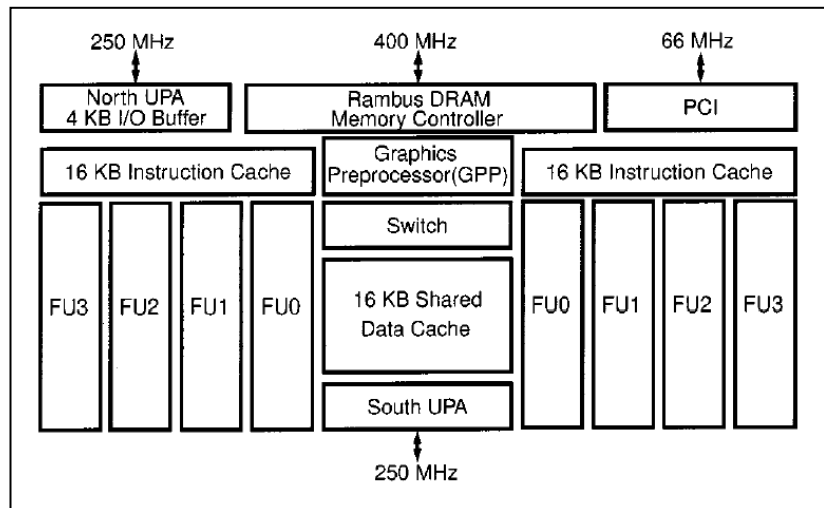 250 MHz
400 MHz
66 MHz
North UPA
4 KB I/O Buffer
Rambus DRAM
Memory Controller
PCI
16 KB Instruction Cache
Graphics
Preprocessor(GPP)
16 KB Instruction Cache
Switch
FU3
FU2
FU1
FU0
16 KB Shared
Data Cache
FU0
FU1
FU2
FU3
South UPA
250 MHz